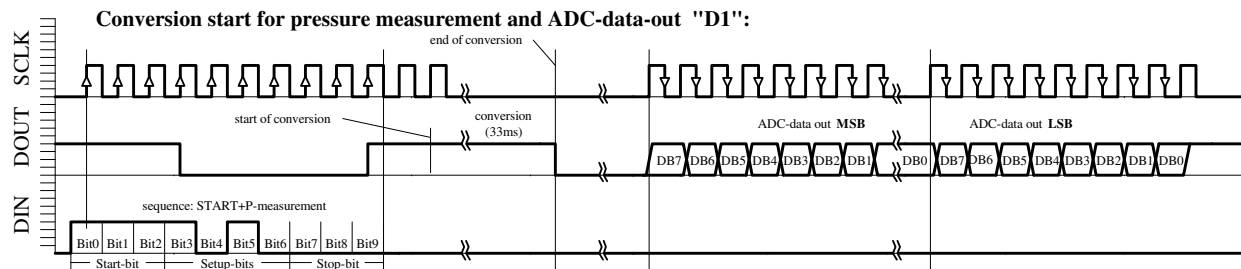 Conversion start for pressure measurement and ADC-data-out "D1":
end of conversion
SCLK
start of conversion
conversion
(33ms)
ADC-data out MSB
ADC-data out LSB
DOUT
DB7 DB6 DB5 DB4 DB3 DB2 DB1 DB0 DB7 DB6 DB5 DB4 DB3 DB2 DB1 DB0
sequence: START+P-measurement
DIN
Bit0 Bit1 Bit2 Bit3 Bit4 Bit5 Bit6 Bit7 Bit8 Bit9
Start-bit Setup-bits Stop-bit